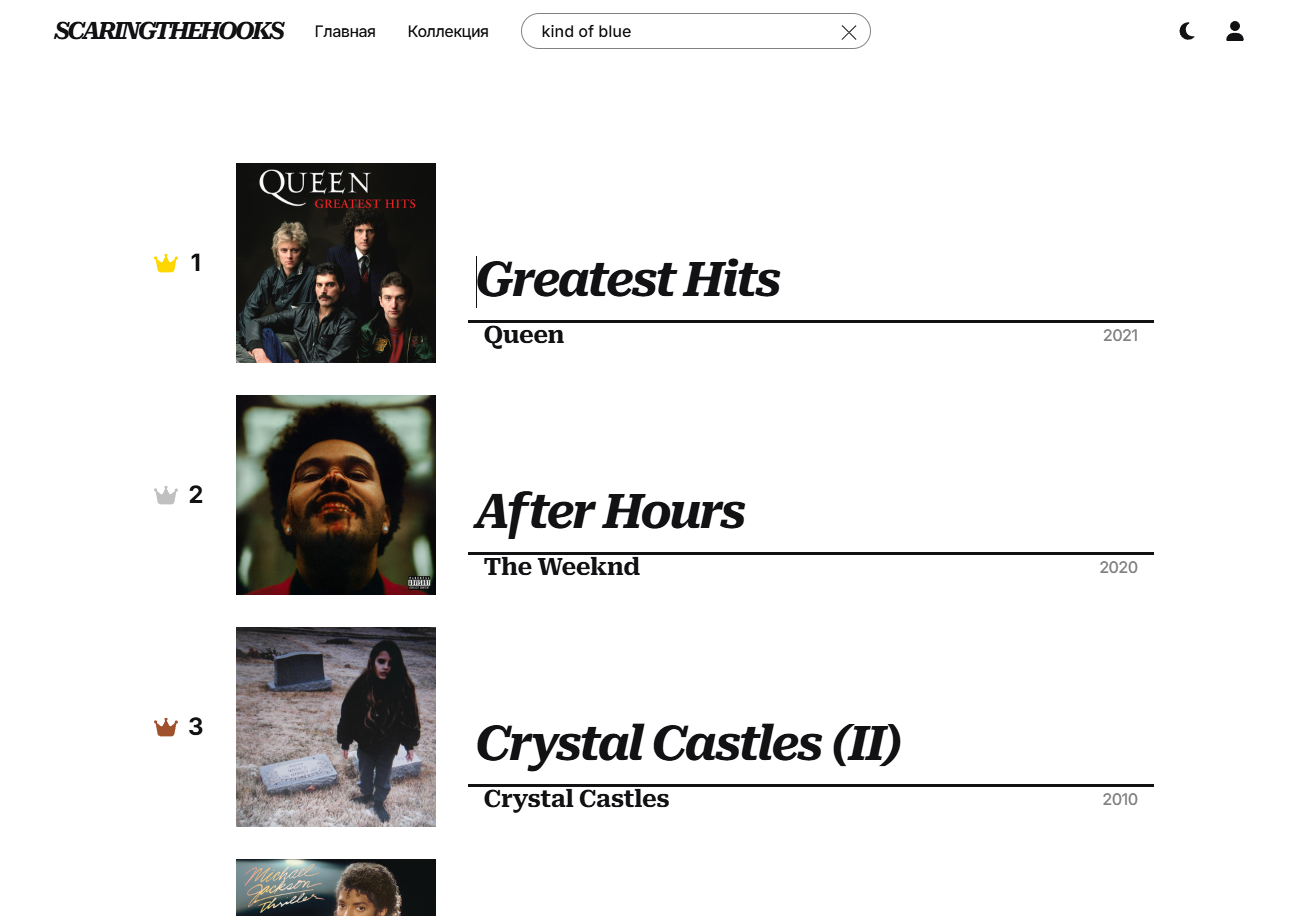 SCARINGTHEHOOKS Главная Коллекция kind of blue
QUEEN
GREATEST HITS
1
Greatest Hits
Queen 2021
2
After Hours
The Weeknd 2020
3
Crystal Castles (II)
Crystal Castles 2010
Michael
Jackson
Thriller